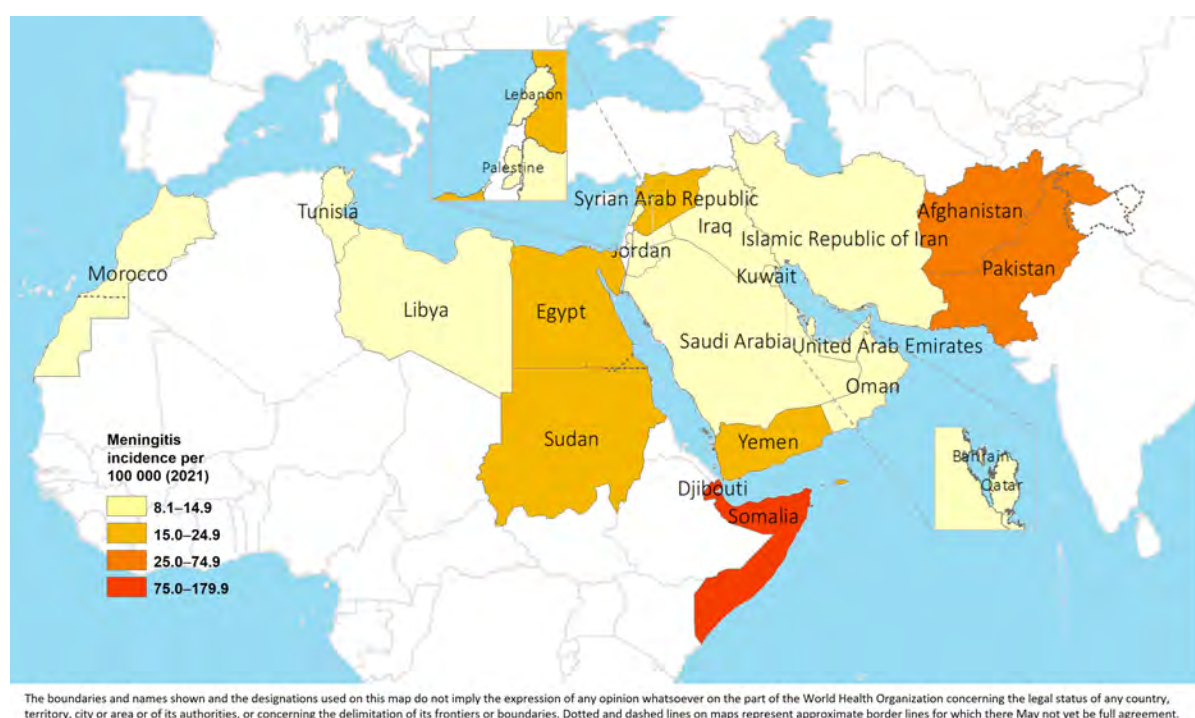 Lebanon
Palestine
Syrian Arab Republic
Tunisia
Iraq
Afghanistan
Islamic Republic of Iran
Jordan
Morocco
Kuwait
Pakistan
Libya
Egypt
Saudi Arabia
United Arab Emirates
Oman
Sudan
Yemen
Bahrain
Qatar
Djibouti
Somalia
Meningitis
incidence per
100 000 (2021)
8.1–14.9
15.0–24.9
25.0–74.9
75.0–179.9
The boundaries and names shown and the designations used on this map do not imply the expression of any opinion whatsoever on the part of the World Health Organization concerning the legal status of any country,
territory, city or area or of its authorities, or concerning the delimitation of its frontiers or boundaries. Dotted and dashed lines on maps represent approximate border lines for which there May not yet be full agreement.